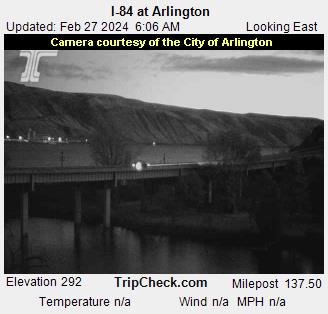 I-84 at Arlington
Updated: Feb 27 2024 6:06 AM Looking East
Camera courtesy of the City of Arlington
Elevation 292 TripCheck.com Milepost 137.50
Temperature n/a Wind n/a MPH n/a